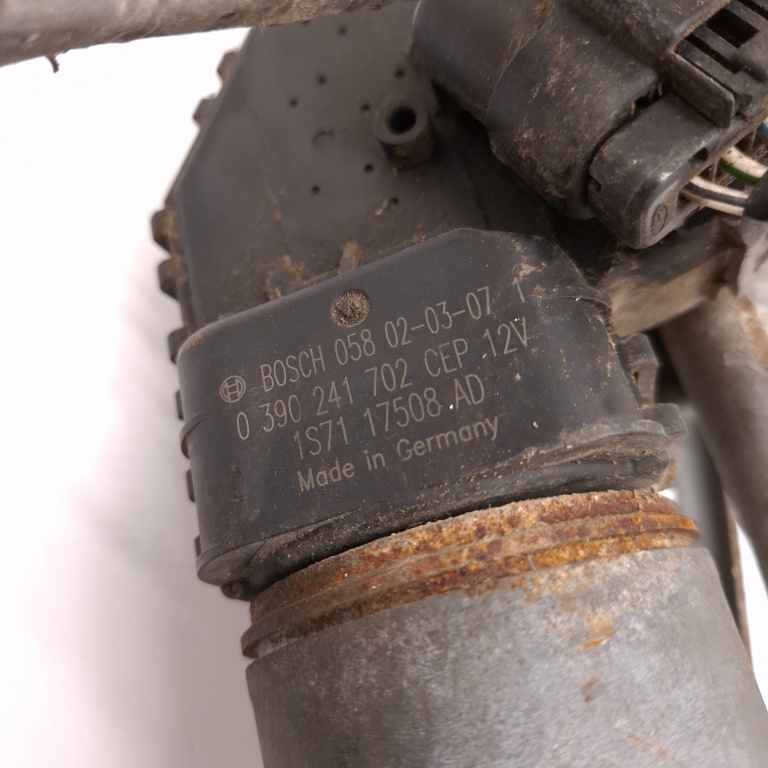 BOSCH 058 02-03-07 1
0 390 241 702 CEP 12V
1S71 17508 AD
Made in Germany